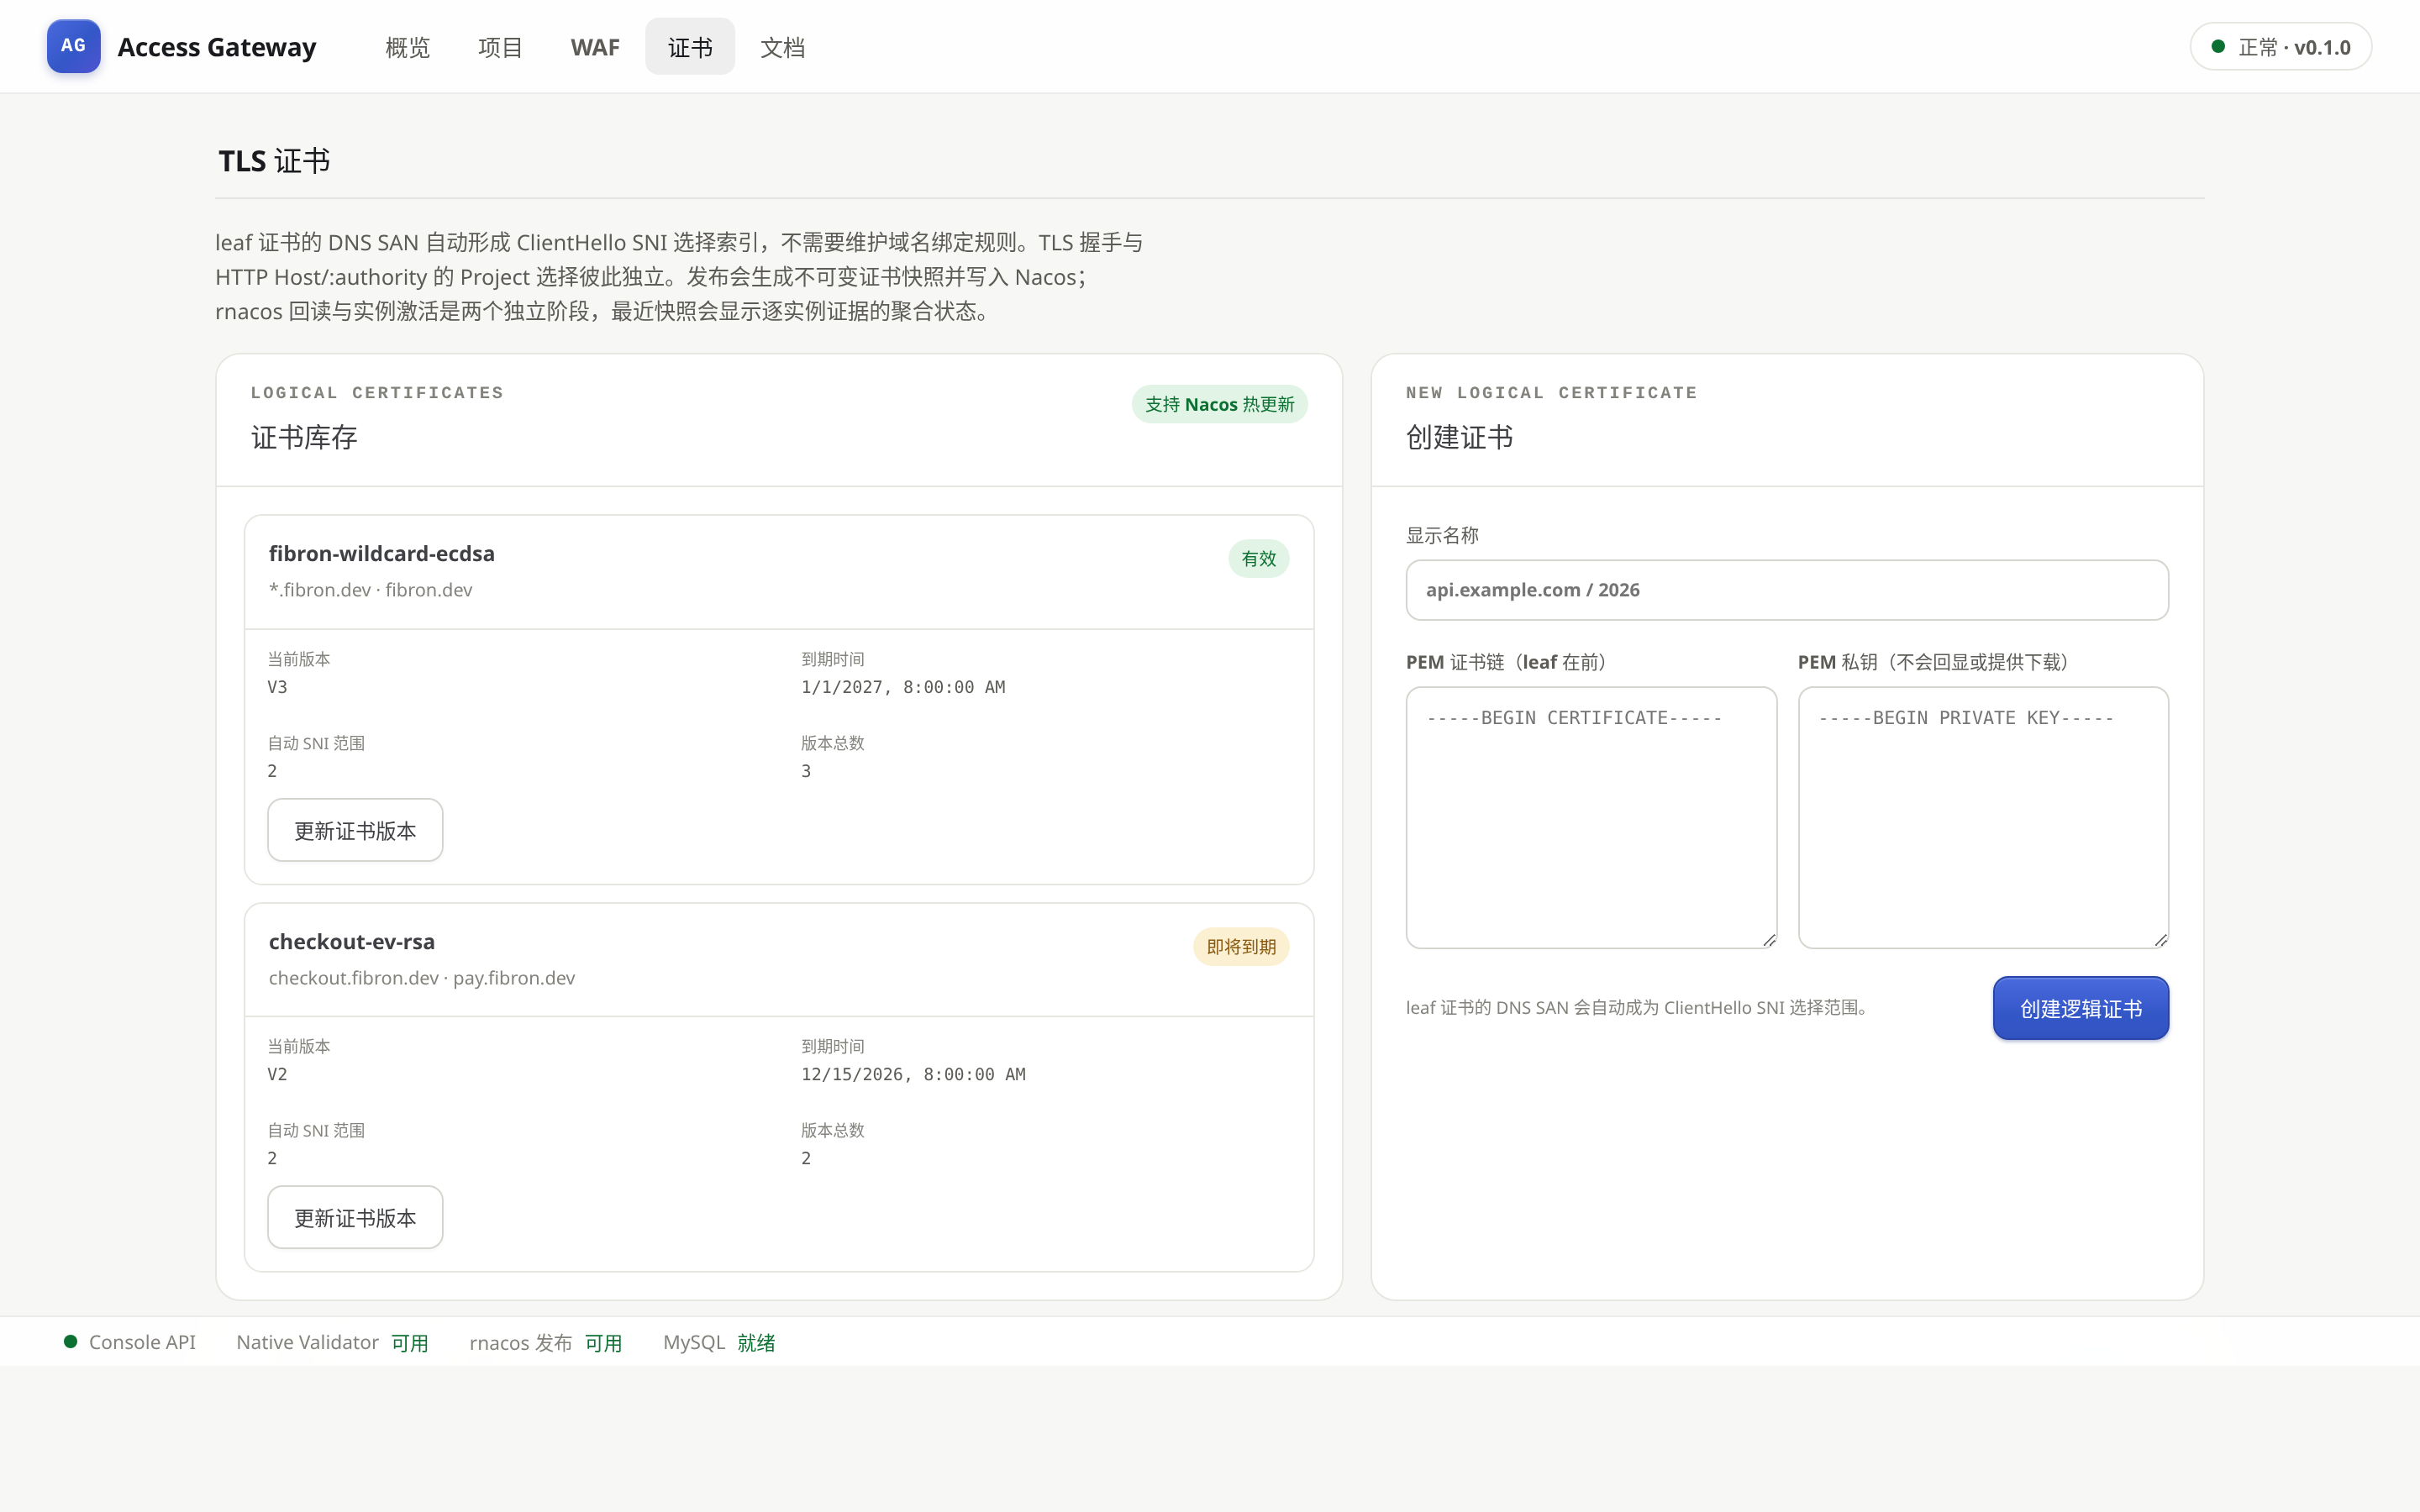 AG
Access Gateway
概览
项目
WAF
证书
文档
正常 · v0.1.0
TLS 证书
leaf 证书的 DNS SAN 自动形成 ClientHello SNI 选择索引，不需要维护域名绑定规则。TLS 握手与
HTTP Host/:authority 的 Project 选择彼此独立。发布会生成不可变证书快照并写入 Nacos；
rnacos 回读与实例激活是两个独立阶段，最近快照会显示逐实例证据的聚合状态。
LOGICAL CERTIFICATES
证书库存
支持 Nacos 热更新
fibron-wildcard-ecdsa
*.fibron.dev · fibron.dev
有效
当前版本
V3
到期时间
1/1/2027, 8:00:00 AM
自动 SNI 范围
2
版本总数
3
更新证书版本
checkout-ev-rsa
checkout.fibron.dev · pay.fibron.dev
即将到期
当前版本
V2
到期时间
12/15/2026, 8:00:00 AM
自动 SNI 范围
2
版本总数
2
更新证书版本
NEW LOGICAL CERTIFICATE
创建证书
显示名称
api.example.com / 2026
PEM 证书链（leaf 在前）
-----BEGIN CERTIFICATE-----
PEM 私钥（不会回显或提供下载）
-----BEGIN PRIVATE KEY-----
leaf 证书的 DNS SAN 会自动成为 ClientHello SNI 选择范围。
创建逻辑证书
Console API
Native Validator 可用
rnacos 发布 可用
MySQL 就绪